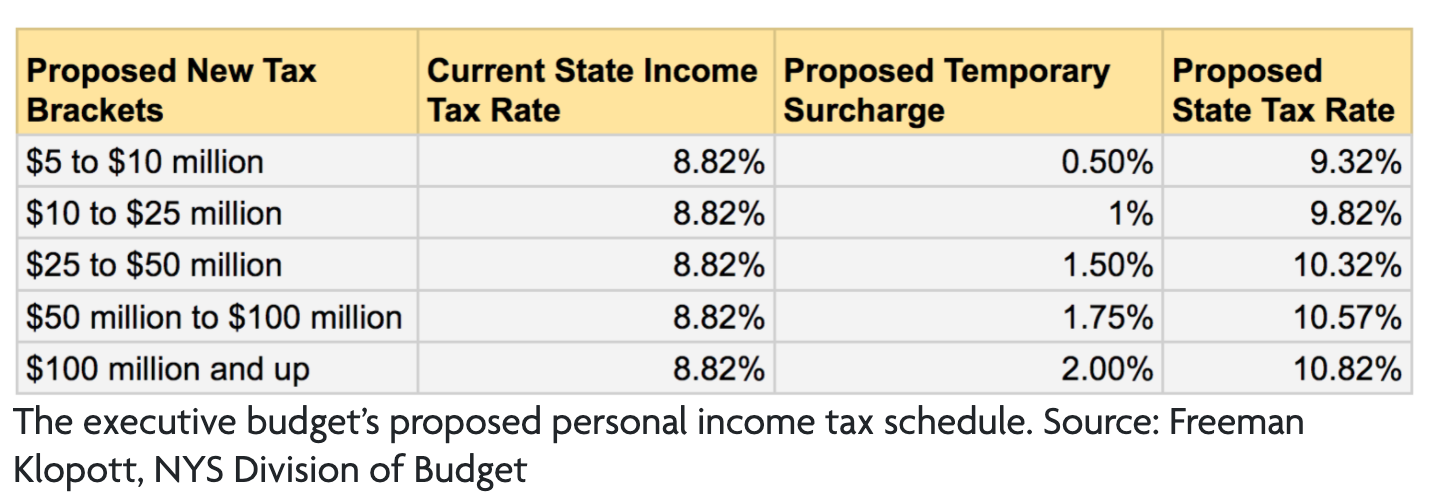 Proposed New Tax Brackets Current State Income Tax Rate Proposed Temporary Surcharge Proposed State Tax Rate
$5 to $10 million 8.82% 0.50% 9.32%
$10 to $25 million 8.82% 1% 9.82%
$25 to $50 million 8.82% 1.50% 10.32%
$50 million to $100 million 8.82% 1.75% 10.57%
$100 million and up 8.82% 2.00% 10.82%
The executive budget’s proposed personal income tax schedule. Source: Freeman
Klopott, NYS Division of Budget